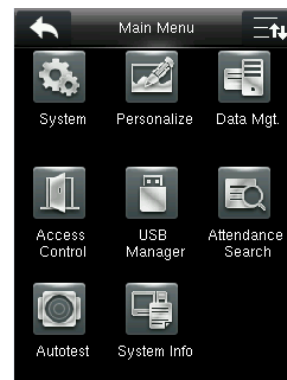 Main Menu
System
Personalize
Data Mgt.
Access
Control
USB
Manager
Attendance
Search
Autotest
System Info